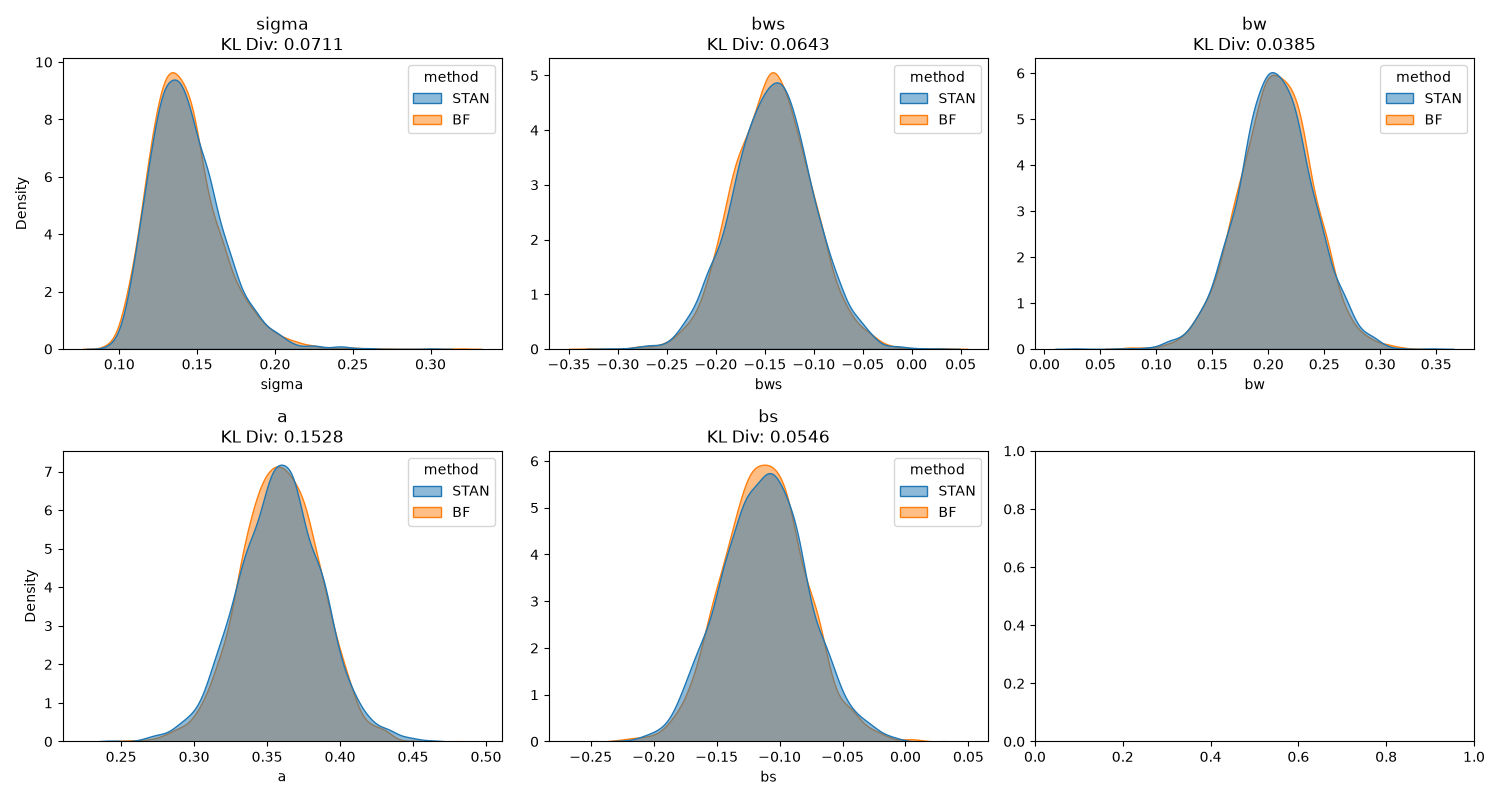 sigma
KL Div: 0.0711
10
8
6
4
2
0
Density
0.10 0.15 0.20 0.25 0.30
sigma
method
STAN
BF
bws
KL Div: 0.0643
5
4
3
2
1
0
−0.35 −0.30 −0.25 −0.20 −0.15 −0.10 −0.05 0.00 0.05
bws
method
STAN
BF
bw
KL Div: 0.0385
6
5
4
3
2
1
0
0.00 0.05 0.10 0.15 0.20 0.25 0.30 0.35
bw
method
STAN
BF
a
KL Div: 0.1528
7
6
5
4
3
2
1
0
Density
0.25 0.30 0.35 0.40 0.45 0.50
a
method
STAN
BF
bs
KL Div: 0.0546
6
5
4
3
2
1
0
−0.25 −0.20 −0.15 −0.10 −0.05 0.00 0.05
bs
method
STAN
BF
1.0
0.8
0.6
0.4
0.2
0.0
0.0 0.2 0.4 0.6 0.8 1.0